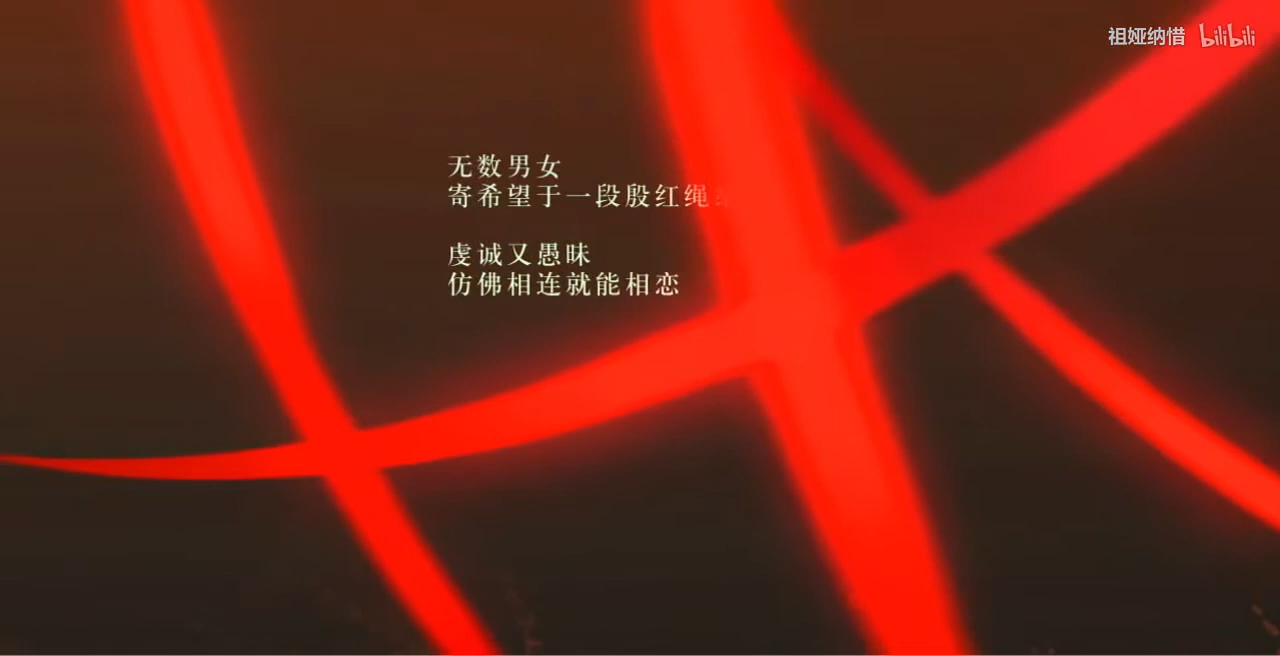 祖娅纳惜 bilibili
无数男女
寄希望于一段殷红绳
虔诚又愚昧
仿佛相连就能相恋